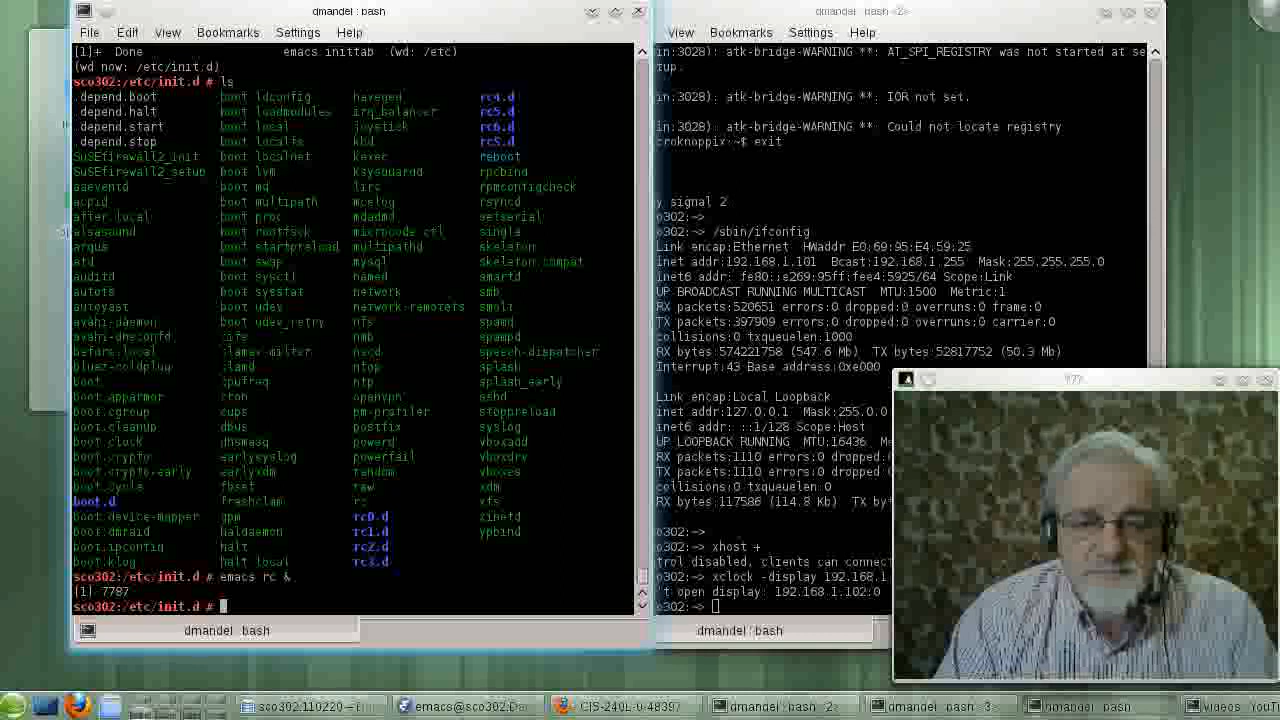 dmandel : bash
File Edit View Bookmarks Settings Help
[1]+ Done emacs inittab (wd: /etc)
(wd now: /etc/init.d)
sco302:/etc/init.d # ls
.depend.boot boot.ldconfig haveged rc4.d
.depend.halt boot.loadmodules irq_balancer rc5.d
.depend.start boot.local joystick rc6.d
.depend.stop boot.localfs kbd rcS.d
SuSEfirewall2_init boot.localnet kexec reboot
SuSEfirewall2_setup boot.lvm ksysguardd rpcbind
aaeventd boot.md lirc rpmconfigcheck
acpid boot.multipath mcelog rsyncd
after.local boot.proc mdadmd setserial
alsasound boot.rootfsck microcode.ctl single
argus boot.startpreload multipathd skeleton
atd boot.swap mysql skeleton.compat
auditd boot.sysctl named smartd
autofs boot.sysstat network smb
autoyast boot.udev network-remotefs smolt
avahi-daemon boot.udev_retry nfs spamd
avahi-dnsconfd cifs nmb spampd
before.local clamav-milter nscd speech-dispatcher
bluez-coldplug clamd ntop splash
boot cpufreq ntp splash_early
boot.apparmor cron openvpn sshd
boot.cgroup cups pm-profiler stoppreload
boot.cleanup dbus postfix syslog
boot.clock dnsmasq powerd vboxadd
boot.crypto earlysyslog powerfail vboxdrv
boot.crypto-early earlyxdm random vboxes
boot.cycle fbset raw xdm
boot.d freshclam rc xfs
boot.device-mapper gpm rc0.d xinetd
boot.dmraid haldaemon rc1.d ypbind
boot.ipconfig halt rc2.d
boot.klog halt.local rc3.d
sco302:/etc/init.d # emacs rc &
[1] 7787
sco302:/etc/init.d #
dmandel : bash
dmandel : bash <2>
View Bookmarks Settings Help
in:3028): atk-bridge-WARNING **: AT_SPI_REGISTRY was not started at se
tup.
in:3028): atk-bridge-WARNING **: IOR not set.
in:3028): atk-bridge-WARNING **: Could not locate registry
croknoppix:~$ exit
y signal 2
o302:~>
o302:~> /sbin/ifconfig
Link encap:Ethernet HWaddr E0:69:95:E4:59:25
inet addr:192.168.1.101 Bcast:192.168.1.255 Mask:255.255.255.0
inet6 addr: fe80::e269:95ff:fee4:5925/64 Scope:Link
UP BROADCAST RUNNING MULTICAST MTU:1500 Metric:1
RX packets:520651 errors:0 dropped:0 overruns:0 frame:0
TX packets:397909 errors:0 dropped:0 overruns:0 carrier:0
collisions:0 txqueuelen:1000
RX bytes:574221758 (547.6 Mb) TX bytes:52817752 (50.3 Mb)
Interrupt:43 Base address:0xe000
Link encap:Local Loopback
inet addr:127.0.0.1 Mask:255.0.0
inet6 addr: ::1/128 Scope:Host
UP LOOPBACK RUNNING MTU:16436 Me
RX packets:1110 errors:0 dropped:0
TX packets:1110 errors:0 dropped:0
collisions:0 txqueuelen:0
RX bytes:117586 (114.8 Kb) TX by
o302:~>
o302:~> xhost +
trol disabled, clients can connect
o302:~> xclock -display 192.168.1
't open display: 192.168.1.102:0
o302:~>
dmandel : bash
sco302.110220 –
emacs@sco302.
CIS-240L-0-48397
dmandel : bash
dmandel : bash
dmandel : bash
videos_YouT